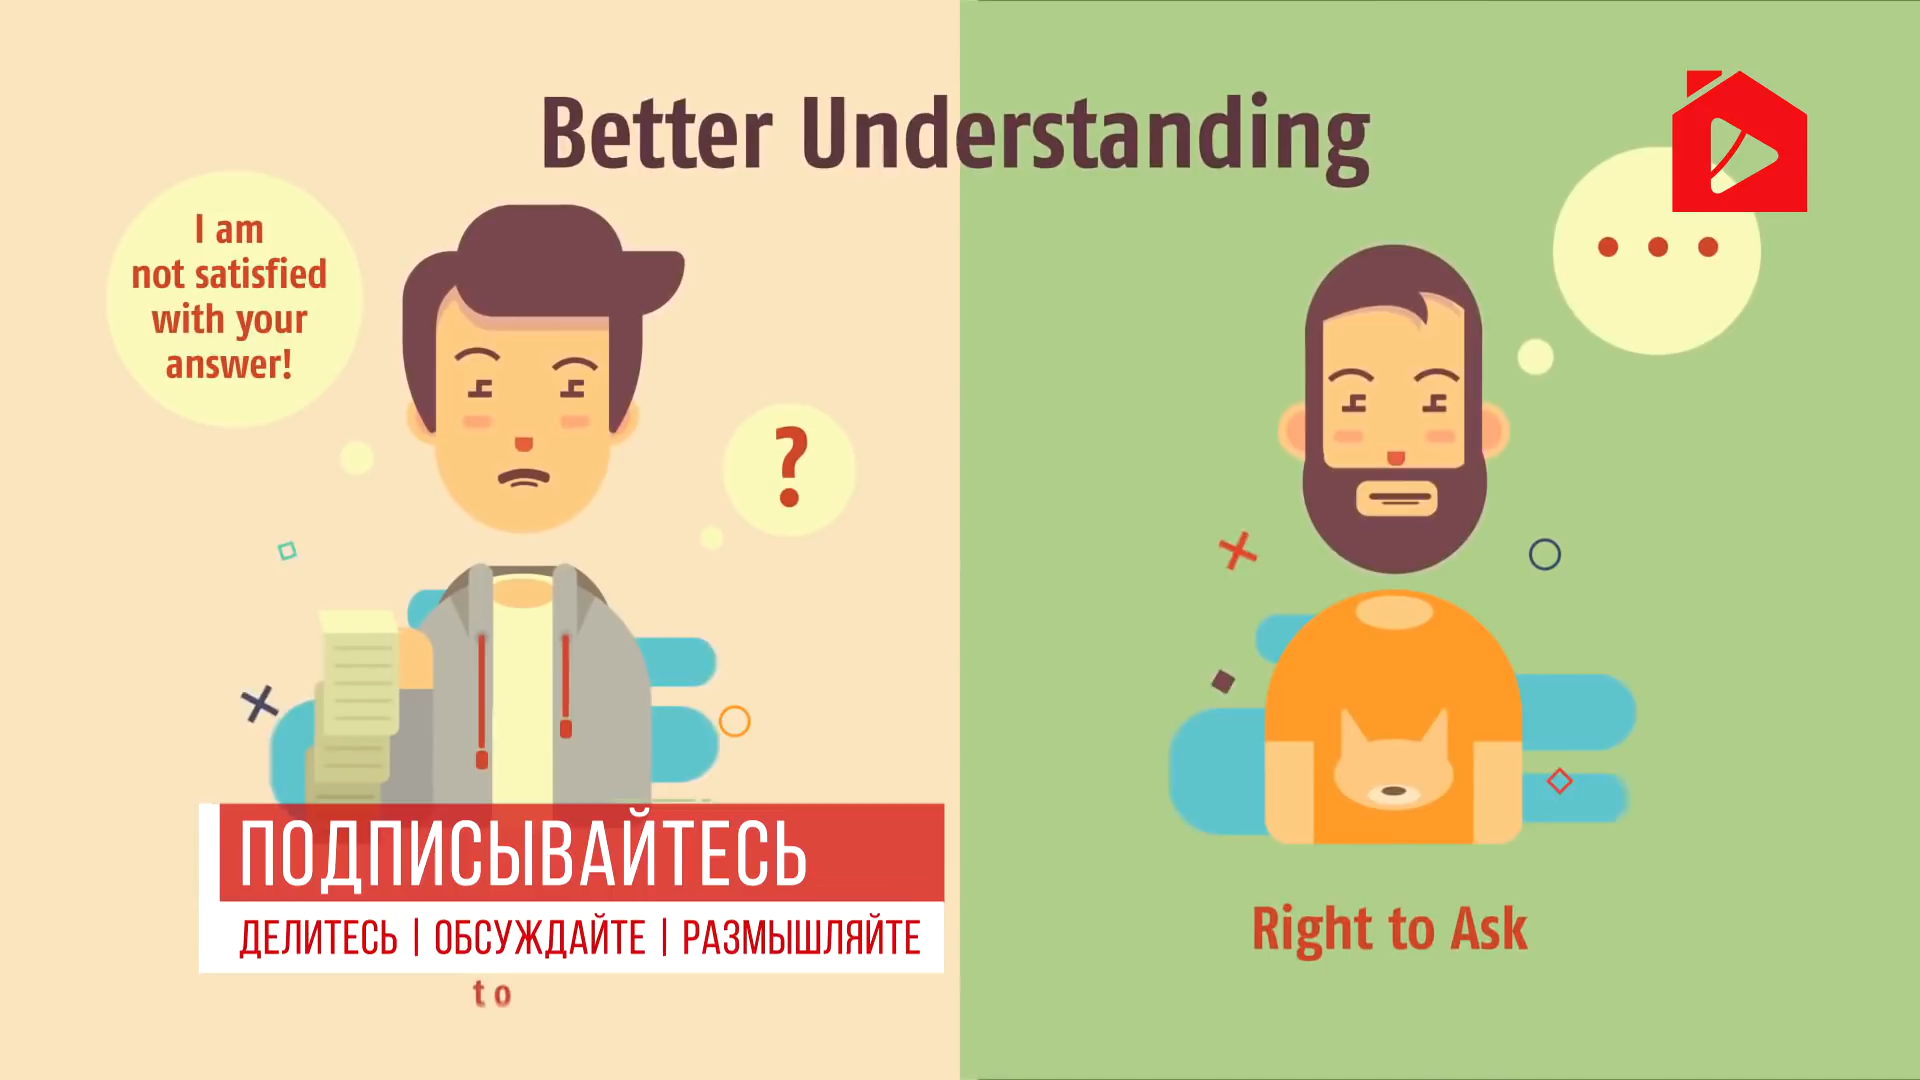 Better Understanding
I am
not satisfied
with your
answer!
?
ПОДПИСЫВАЙТЕСЬ
ДЕЛИТЕСЬ | ОБСУЖДАЙТЕ | РАЗМЫШЛЯЙТЕ
to
Right to Ask